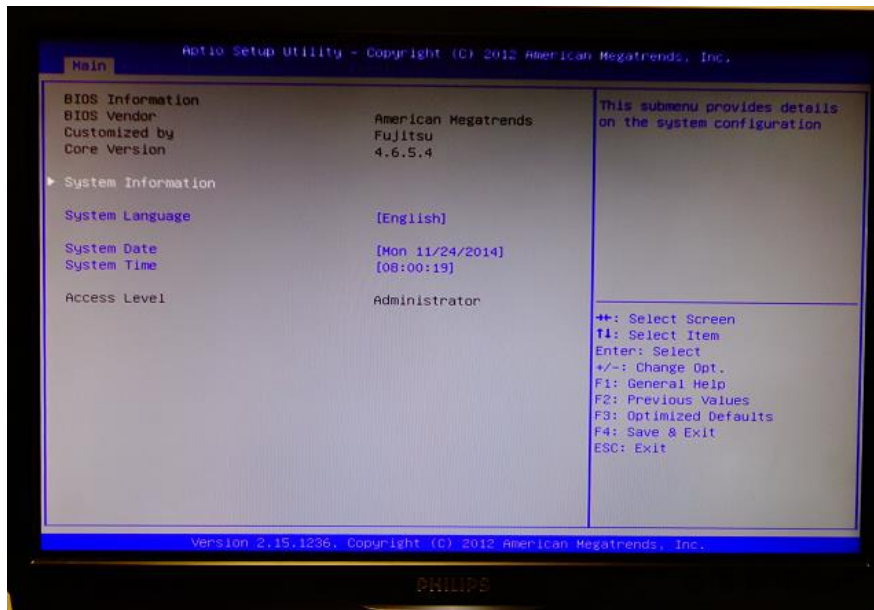 Aptio Setup Utility - Copyright (C) 2012 American Megatrends, Inc.
Main
BIOS Information
BIOS Vendor American Megatrends
Customized by Fujitsu
Core Version 4.6.5.4
System Information
System Language [English]
System Date [Mon 11/24/2014]
System Time [08:00:19]
Access Level Administrator
This submenu provides details
on the system configuration
→←: Select Screen
↑↓: Select Item
Enter: Select
+/-: Change Opt.
F1: General Help
F2: Previous Values
F3: Optimized Defaults
F4: Save & Exit
ESC: Exit
Version 2.15.1236. Copyright (C) 2012 American Megatrends, Inc.
PHILIPS